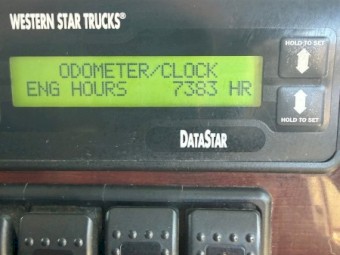 WESTERN STAR TRUCKS®
HOLD TO SET
ODOMETER/CLOCK
ENG HOURS 7383 HR
HOLD TO SET
DATASTAR